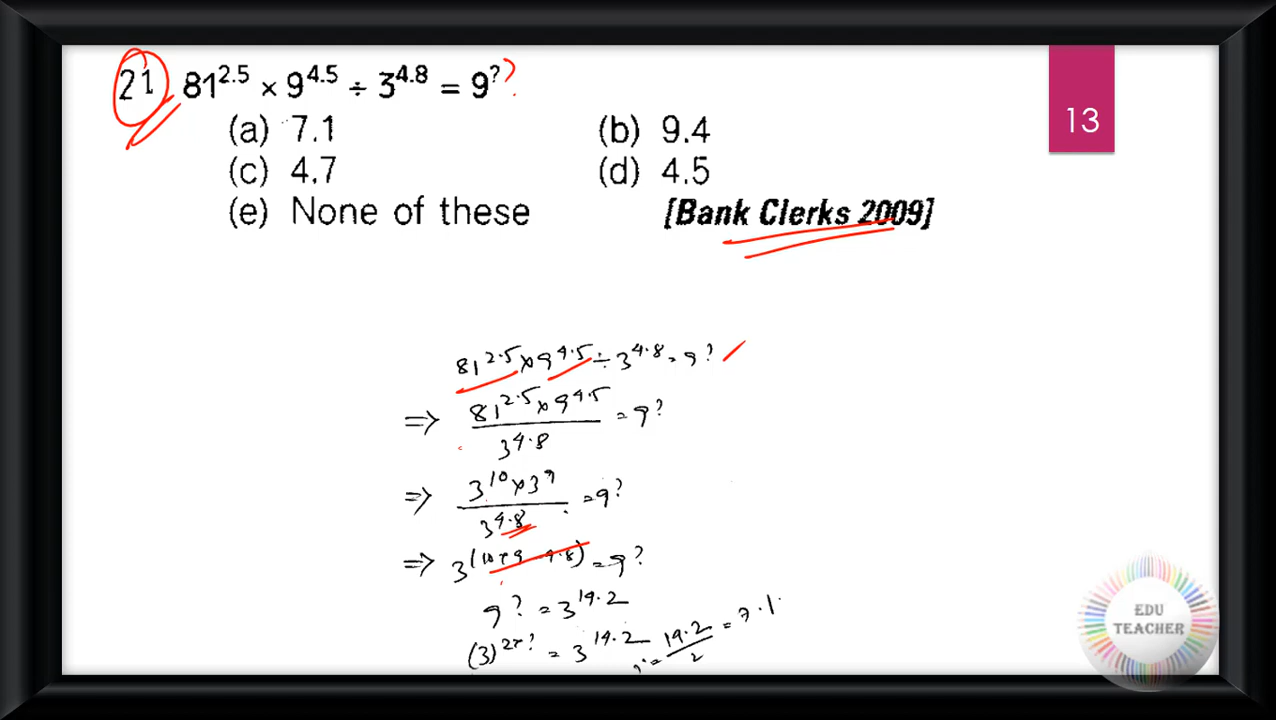 21 81^2.5 × 9^4.5 ÷ 3^4.8 = 9^? ?
13
(a) 7.1 (b) 9.4
(c) 4.7 (d) 4.5
(e) None of these [Bank Clerks 2009]
81^2.5 × 9^4.5 ÷ 3^4.8 = 9^?
=> 81^2.5 × 9^4.5 / 3^4.8 = 9^?
=> 3^10 × 3^9 / 3^4.8 = 9^?
=> 3^(10+9-4.8) = 9^?
9^? = 3^14.2
(3)^2×? = 3^14.2
? = 14.2 / 2 = 7.1
EDU
TEACHER